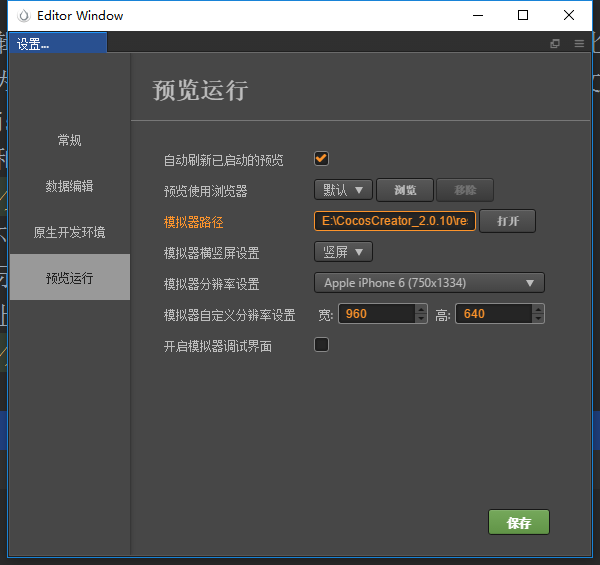 Editor Window
设置...
预览运行
常规
数据编辑
原生开发环境
预览运行
自动刷新已启动的预览
预览使用浏览器 默认 浏览 移除
模拟器路径 E:\CocosCreator_2.0.10\re 打开
模拟器横竖屏设置 竖屏
模拟器分辨率设置 Apple iPhone 6 (750x1334)
模拟器自定义分辨率设置 宽: 960 高: 640
开启模拟器调试界面
保存